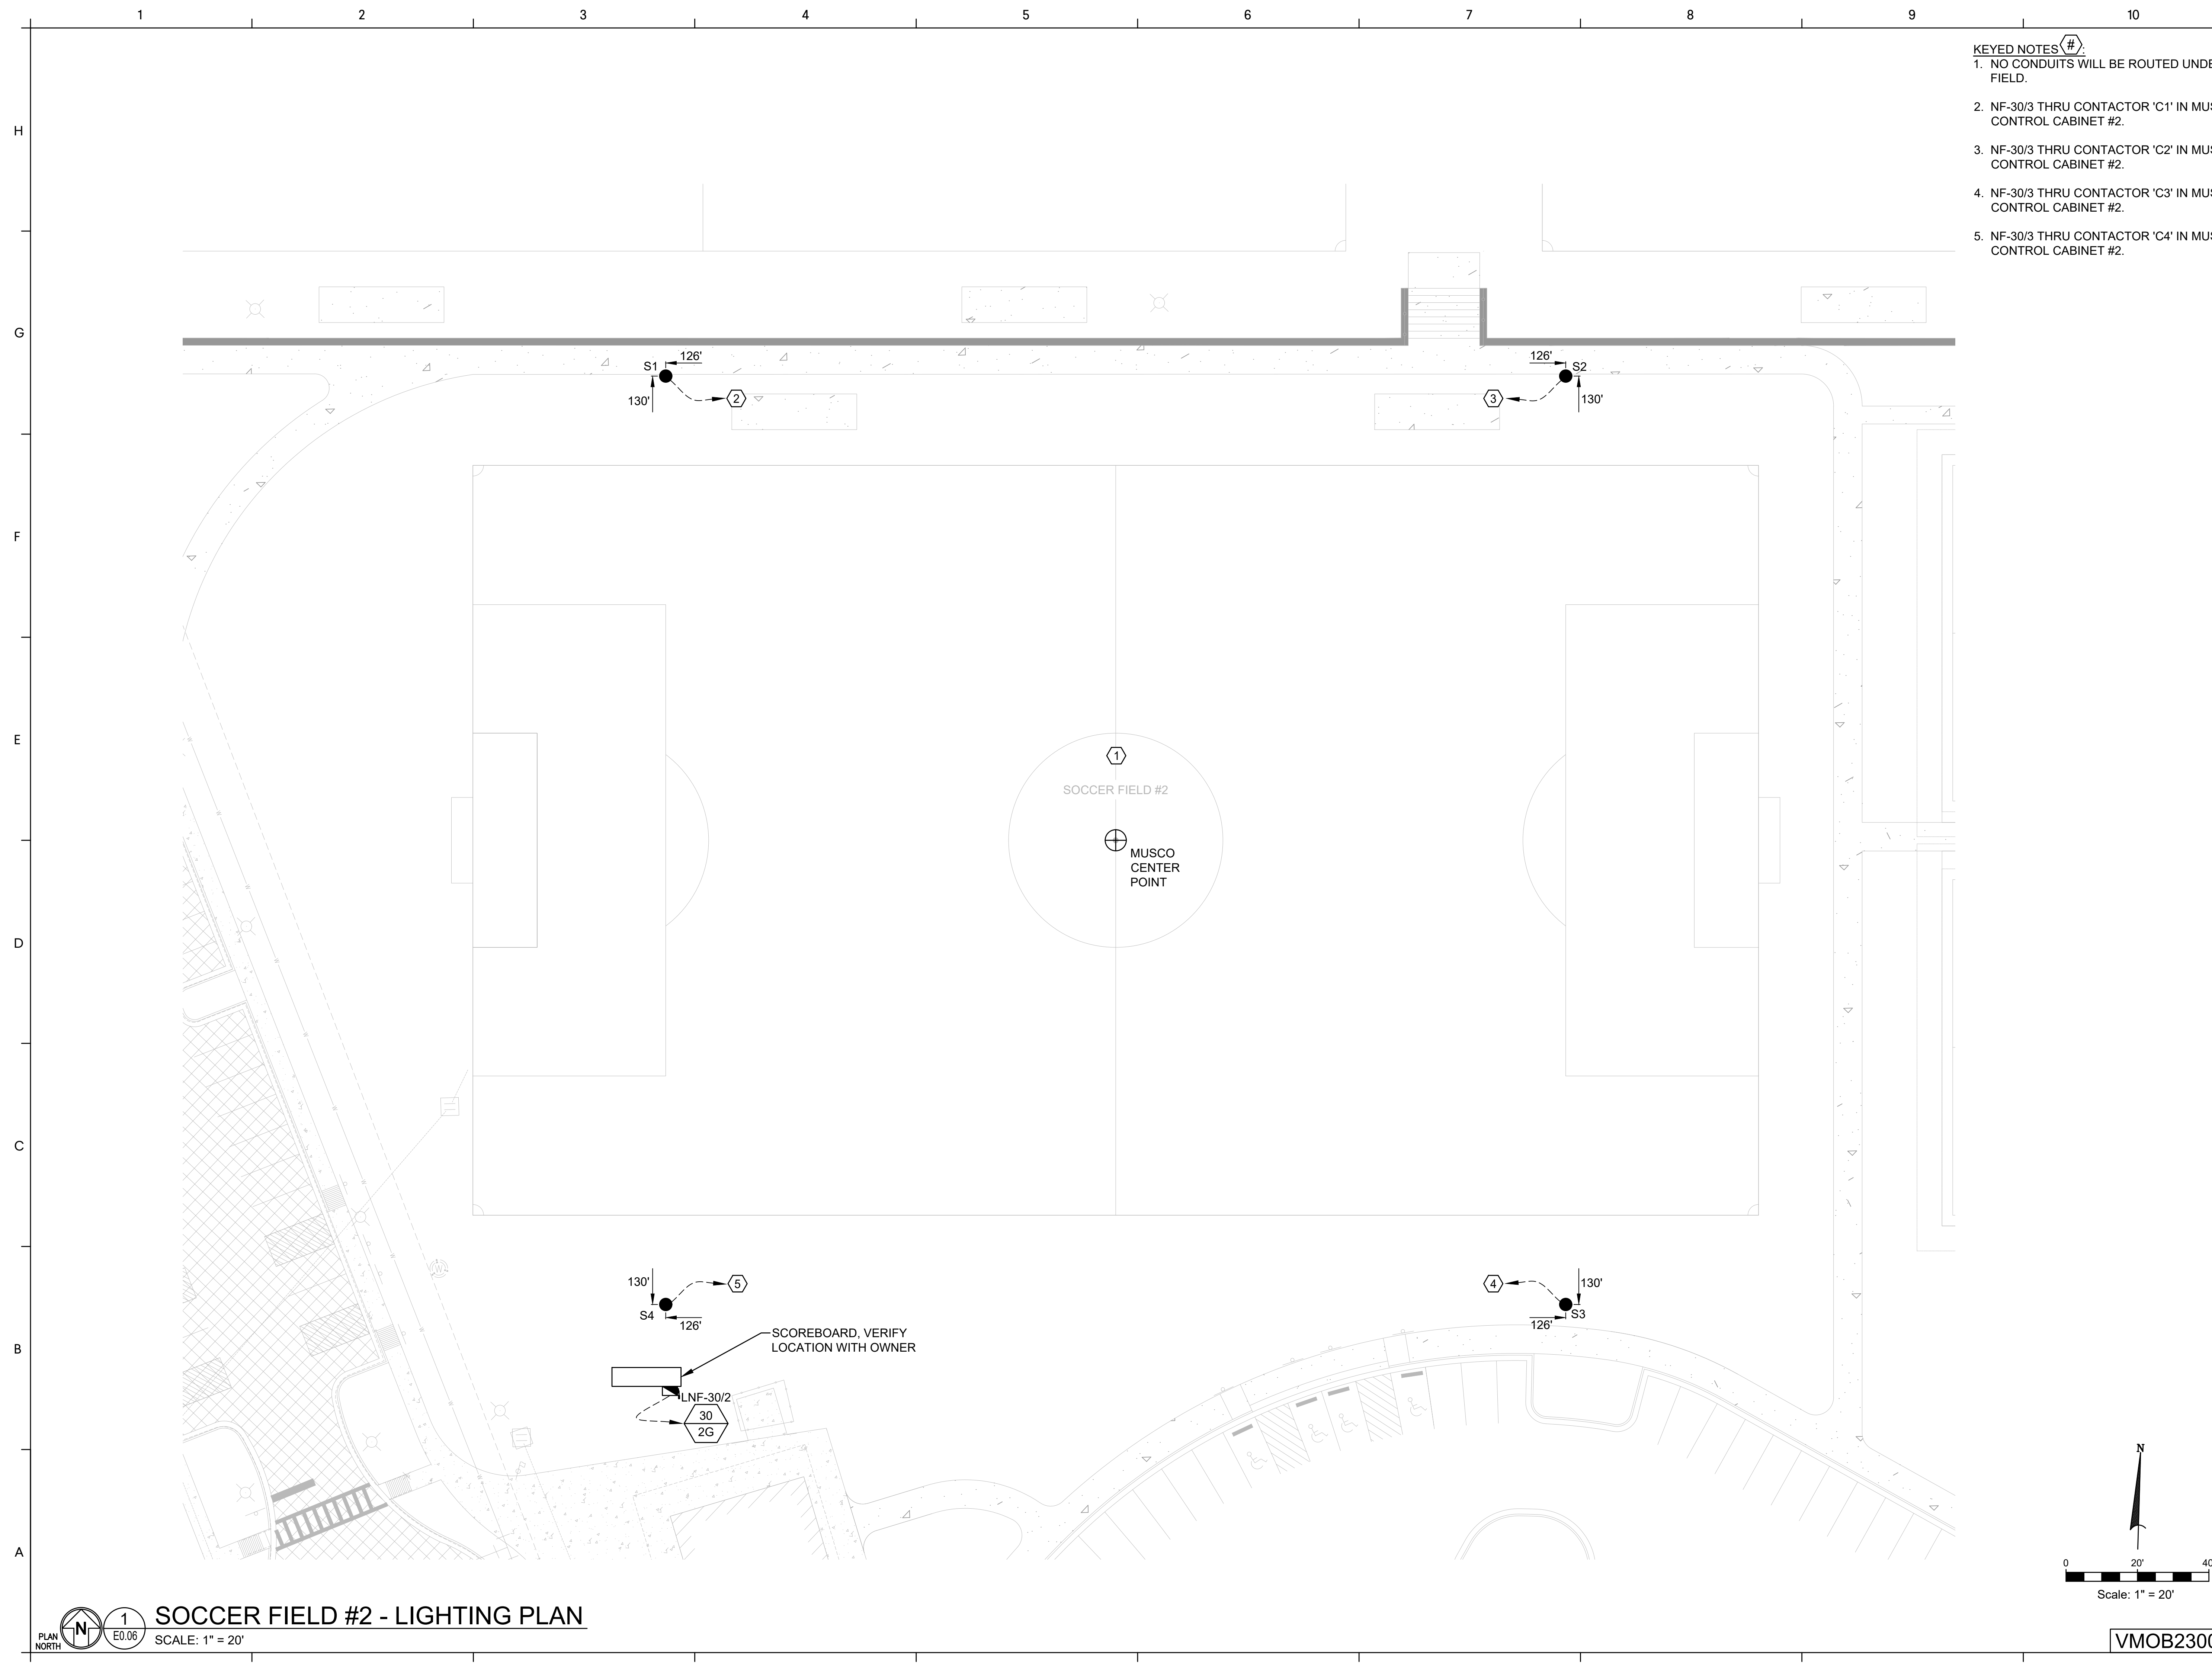 1 2 3 4 5 6 7 8 9 10
KEYED NOTES # :
1. NO CONDUITS WILL BE ROUTED
FIELD.
2. NF-30/3 THRU CONTACTOR 'C1' IN
CONTROL CABINET #2.
3. NF-30/3 THRU CONTACTOR 'C2' IN
CONTROL CABINET #2.
4. NF-30/3 THRU CONTACTOR 'C3' IN
CONTROL CABINET #2.
5. NF-30/3 THRU CONTACTOR 'C4' IN
CONTROL CABINET #2.
H
G
F
E
D
C
B
A
S1
126'
130'
2
126'
S2
130'
3
1
SOCCER FIELD #2
MUSCO
CENTER
POINT
W
130'
5
S4
126'
4
130'
S3
126'
SCOREBOARD, VERIFY
LOCATION WITH OWNER
LNF-30/2
30
2G
N
0 20'
Scale: 1" = 20'
PLAN
NORTH
N
1
E0.06
SOCCER FIELD #2 - LIGHTING PLAN
SCALE: 1" = 20'